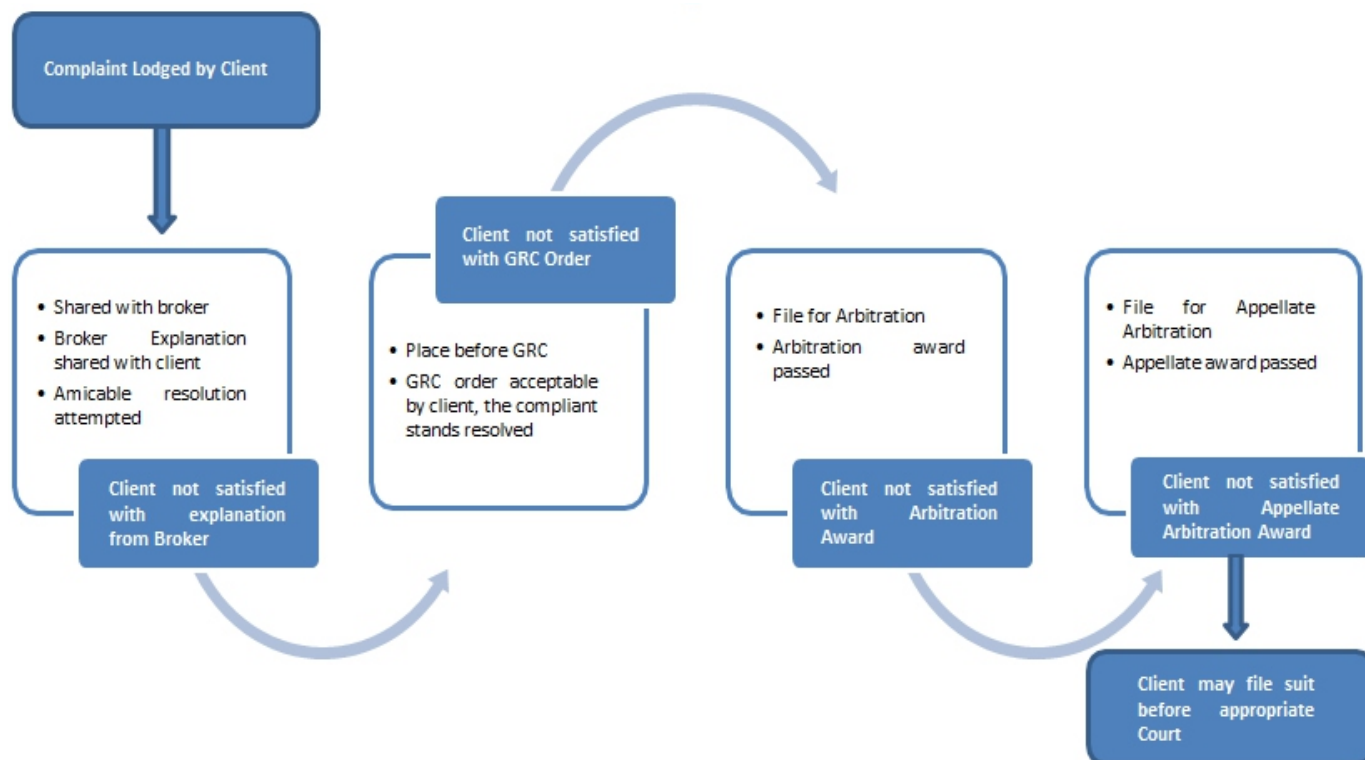 Complaint Lodged by Client
• Shared with broker
• Broker Explanation
shared with client
• Amicable resolution
attempted
Client not satisfied
with explanation
from Broker
Client not satisfied
with GRC Order
• Place before GRC
• GRC order acceptable
by client, the compliant
stands resolved
• File for Arbitration
• Arbitration award
passed
Client not satisfied
with Arbitration
Award
• File for Appellate
Arbitration
• Appellate award passed
Client not satisfied
with Appellate
Arbitration Award
Client may file suit
before appropriate
Court